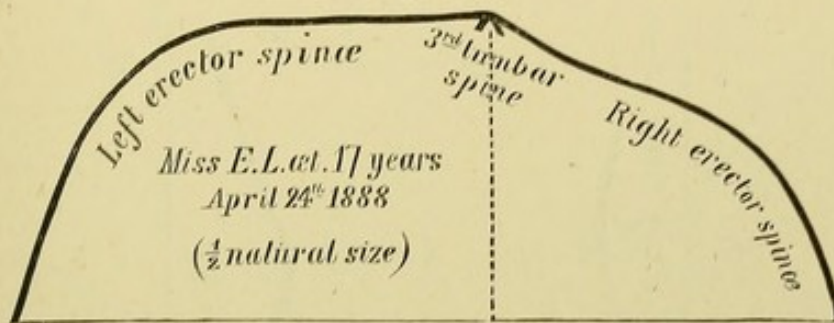 Left erector spinæ
3rd lumbar
spine
Right erector spinæ
Miss E.L. æt. 17 years
April 24th 1888
(½ natural size)